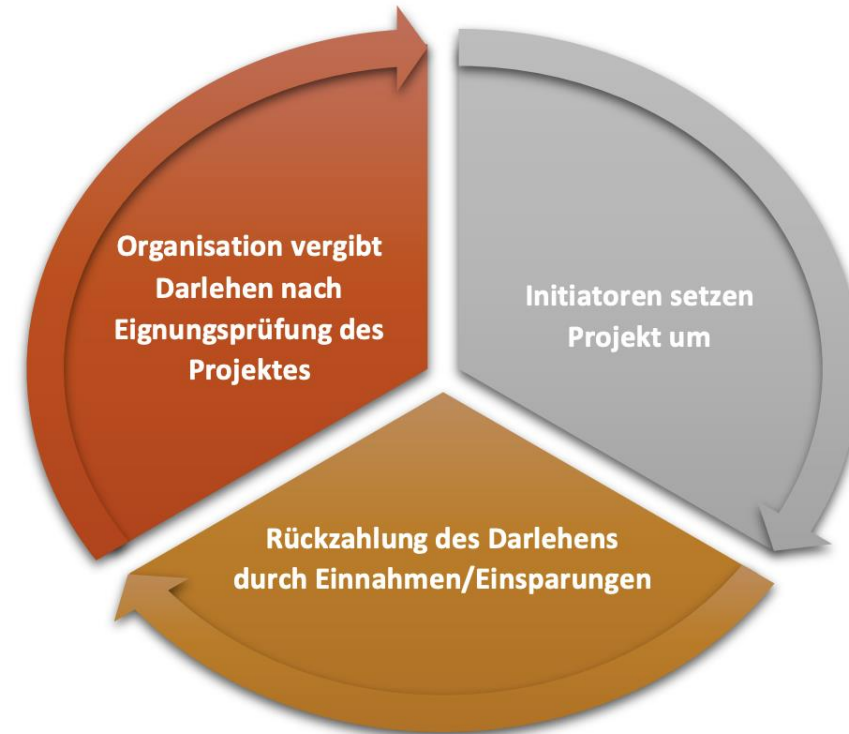 Organisation vergibt
Darlehen nach
Eignungsprüfung des
Projektes
Initiatoren setzen
Projekt um
Rückzahlung des Darlehens
durch Einnahmen/Einsparungen